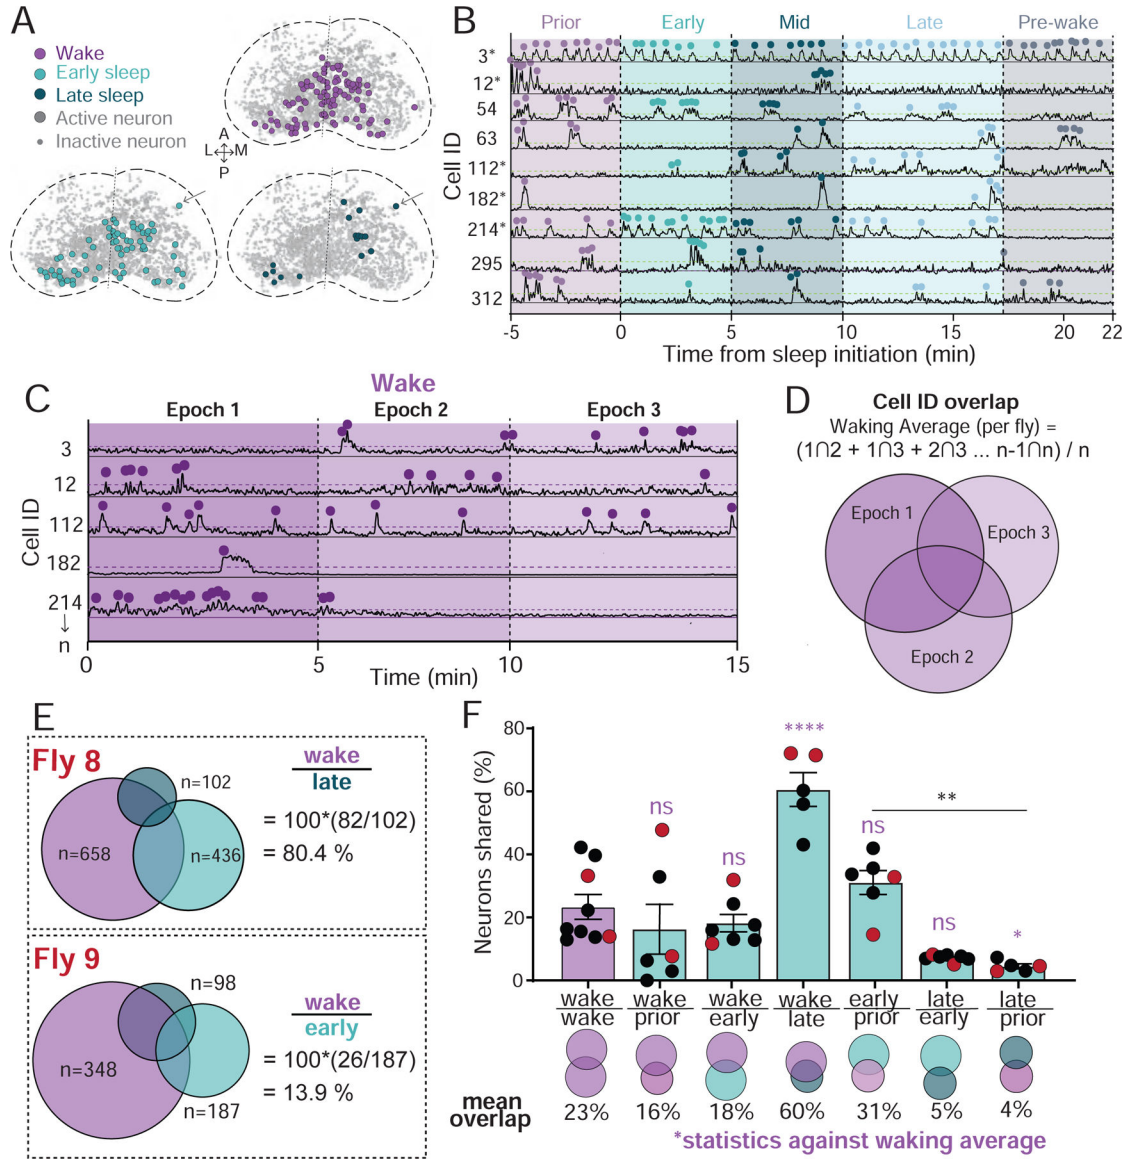 A
Wake
Early sleep
Late sleep
Active neuron
Inactive neuron
A
L M
P
B
Prior Early Mid Late Pre-wake
Cell ID
3*
12*
54
63
112*
182*
214*
295
312
-5 0 5 10 15 20 22
Time from sleep initiation (min)
C
Wake
Epoch 1 Epoch 2 Epoch 3
Cell ID
3
12
112
182
214
n
0 5 10 15
Time (min)
D
Cell ID overlap
Waking Average (per fly) =
(1∩2 + 1∩3 + 2∩3 ... n-1∩n) / n
Epoch 1
Epoch 3
Epoch 2
E
Fly 8
n=102
n=658
n=436
wake
late
= 100*(82/102)
= 80.4 %
Fly 9
n=98
n=348
n=187
wake
early
= 100*(26/187)
= 13.9 %
F
Neurons shared (%)
80
60
40
20
0
ns
ns
****
ns
**
ns
*
wake wake wake wake early late late
wake prior early late prior early prior
mean
overlap
23% 16% 18% 60% 31% 5% 4%
*statistics against waking average